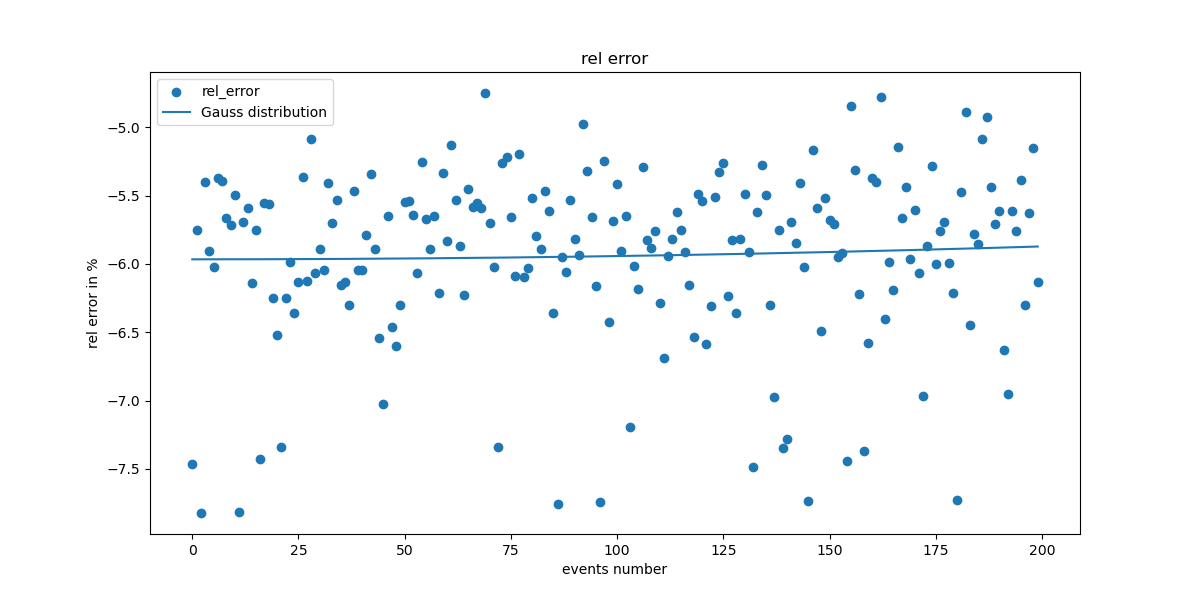 rel error
rel_error
Gauss distribution
rel error in %
−5.0
−5.5
−6.0
−6.5
−7.0
−7.5
0 25 50 75 100 125 150 175 200
events number